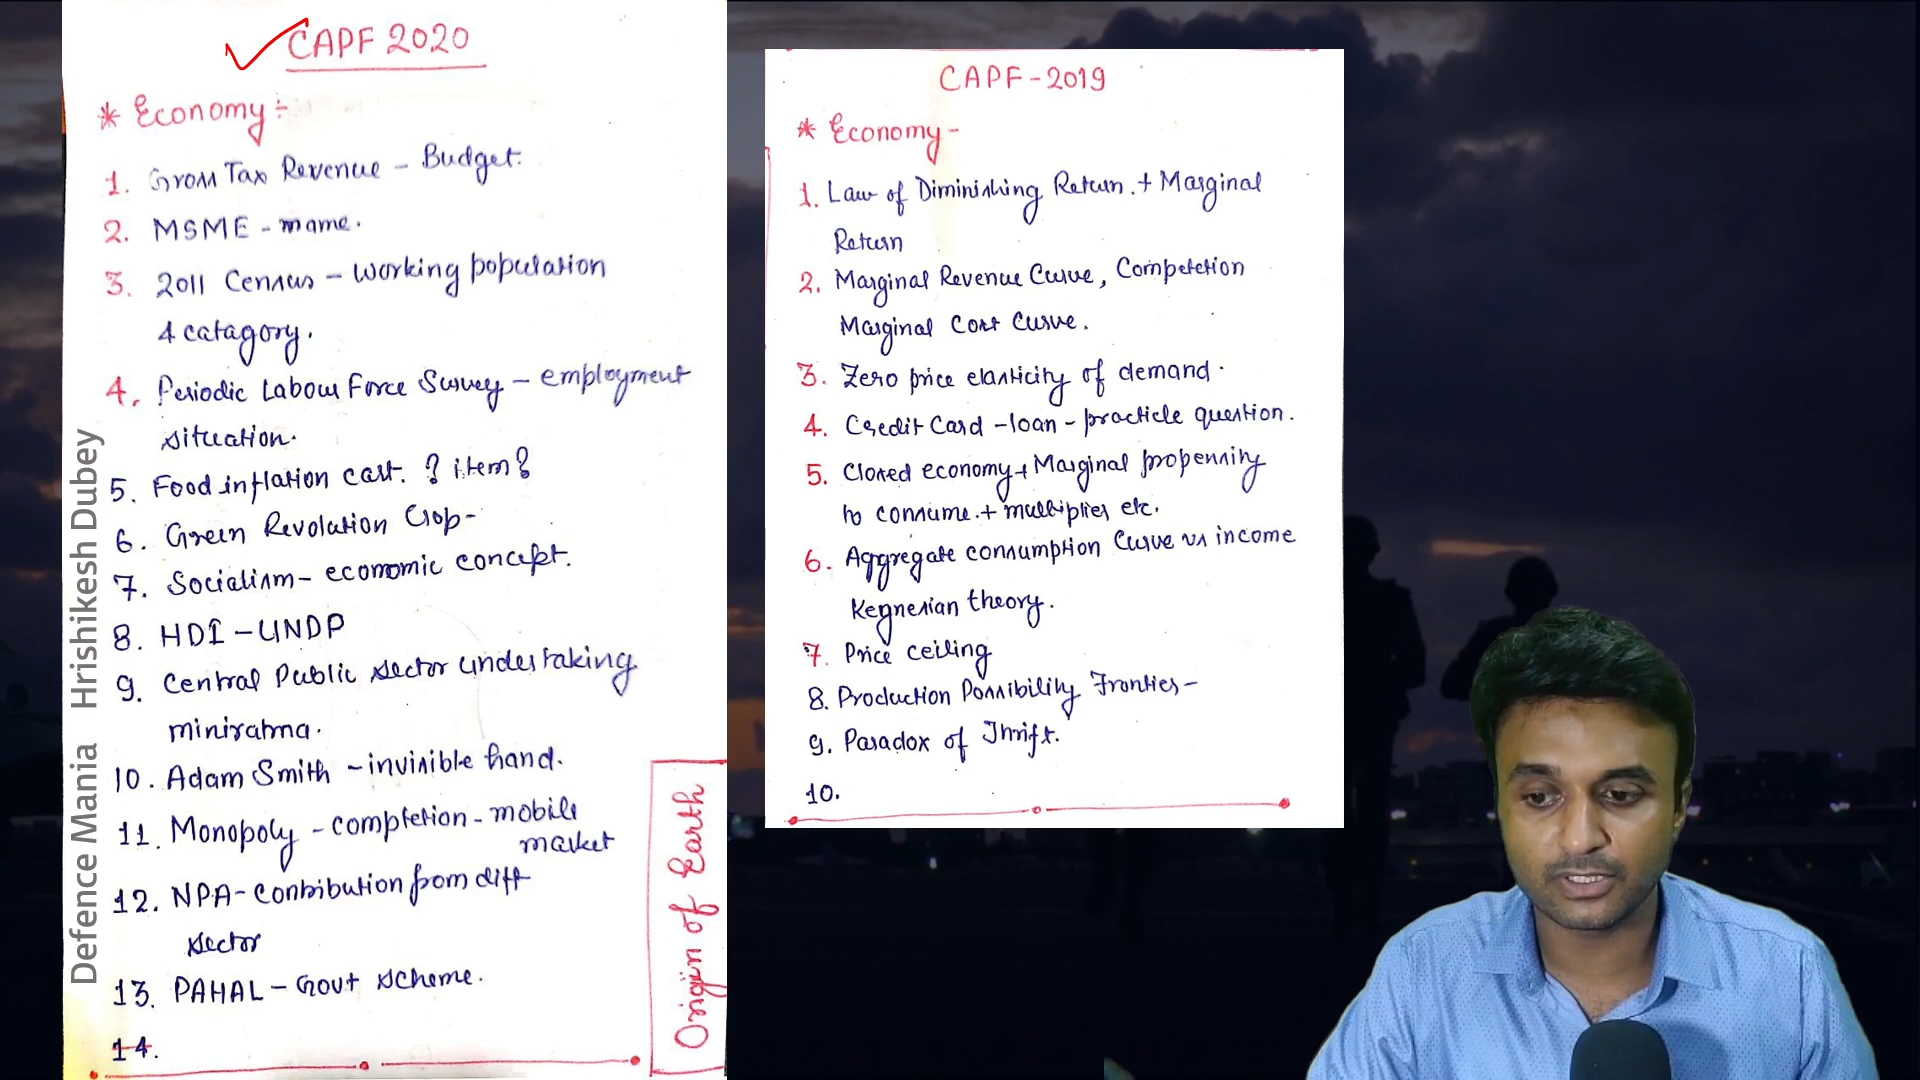 CAPF 2020
* Economy :-
1. Gross Tax Revenue - Budget.
2. MSME - name.
3. 2011 Census - working population
4 catagory.
4. Periodic Labour Force Survey - employment
situation.
5. Food inflation cast. ? item?
6. Green Revolution Crop-
7. Socialism - economic concept.
8. HDI - UNDP
9. Central Public sector undertaking
miniratna.
10. Adam Smith - invisible hand.
11. Monopoly - completion - mobile
market
12. NPA - Contribution from diff
sector
13. PAHAL - Govt scheme.
14.
Defence Mania Hrishikesh Dubey
Origin of Earth
CAPF - 2019
* Economy -
1. Law of Diminishing Return. + Marginal
Return
2. Marginal Revenue Curve, Competetion
Marginal Cost Curve.
3. Zero price elasticity of demand.
4. Credit Card - loan - practicle question.
5. Closed economy + Marginal propensity
to consume. + multiplier etc.
6. Aggregate consumption Curve vs income
Keynesian theory.
7. Price ceiling
8. Production Possibility Frontier -
9. Paradox of Thrift.
10.